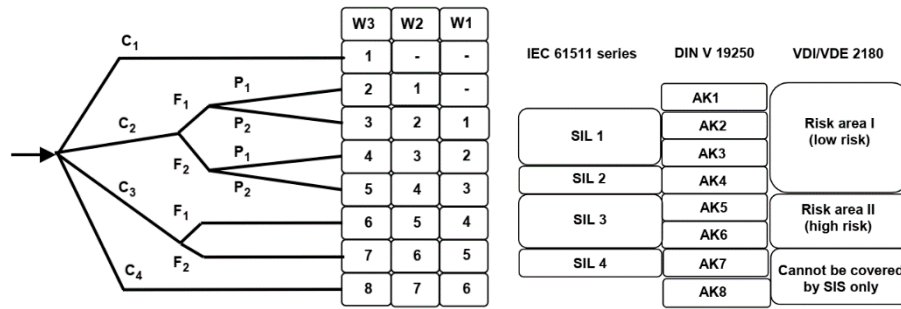 W3 W2 W1
C1
1 - -
F1
P1
2 1 -
P2
3 2 1
C2
F2
P1
4 3 2
P2
5 4 3
C3
F1
6 5 4
F2
7 6 5
C4
8 7 6
IEC 61511 series
SIL 1
SIL 2
SIL 3
SIL 4
DIN V 19250
AK1
AK2
AK3
AK4
AK5
AK6
AK7
AK8
VDI/VDE 2180
Risk area I
(low risk)
Risk area II
(high risk)
Cannot be covered
by SIS only